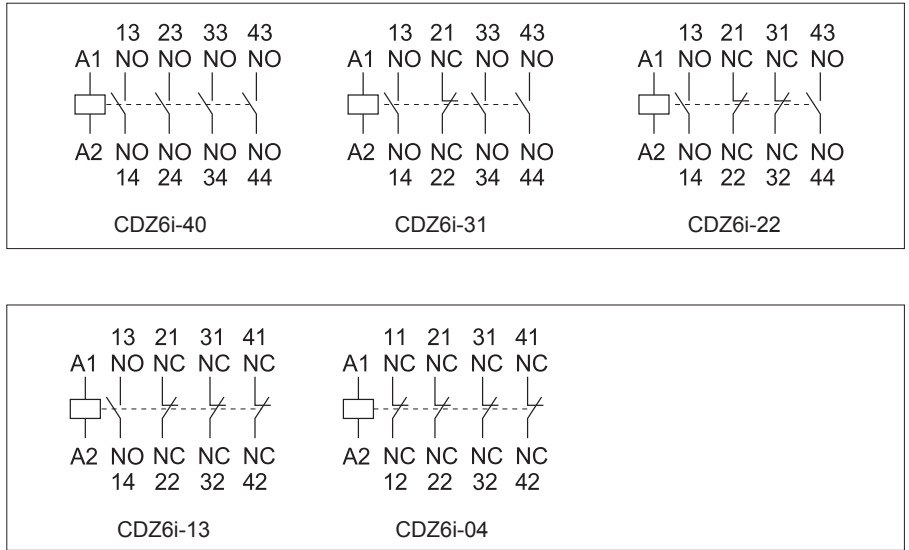 13 23 33 43
A1 NO NO NO NO
A2 NO NO NO NO
14 24 34 44
CDZ6i-40
13 21 33 43
A1 NO NC NO NO
A2 NO NC NO NO
14 22 34 44
CDZ6i-31
13 21 31 43
A1 NO NC NC NO
A2 NO NC NC NO
14 22 32 44
CDZ6i-22
13 21 31 41
A1 NO NC NC NC
A2 NO NC NC NC
14 22 32 42
CDZ6i-13
11 21 31 41
A1 NC NC NC NC
A2 NC NC NC NC
12 22 32 42
CDZ6i-04